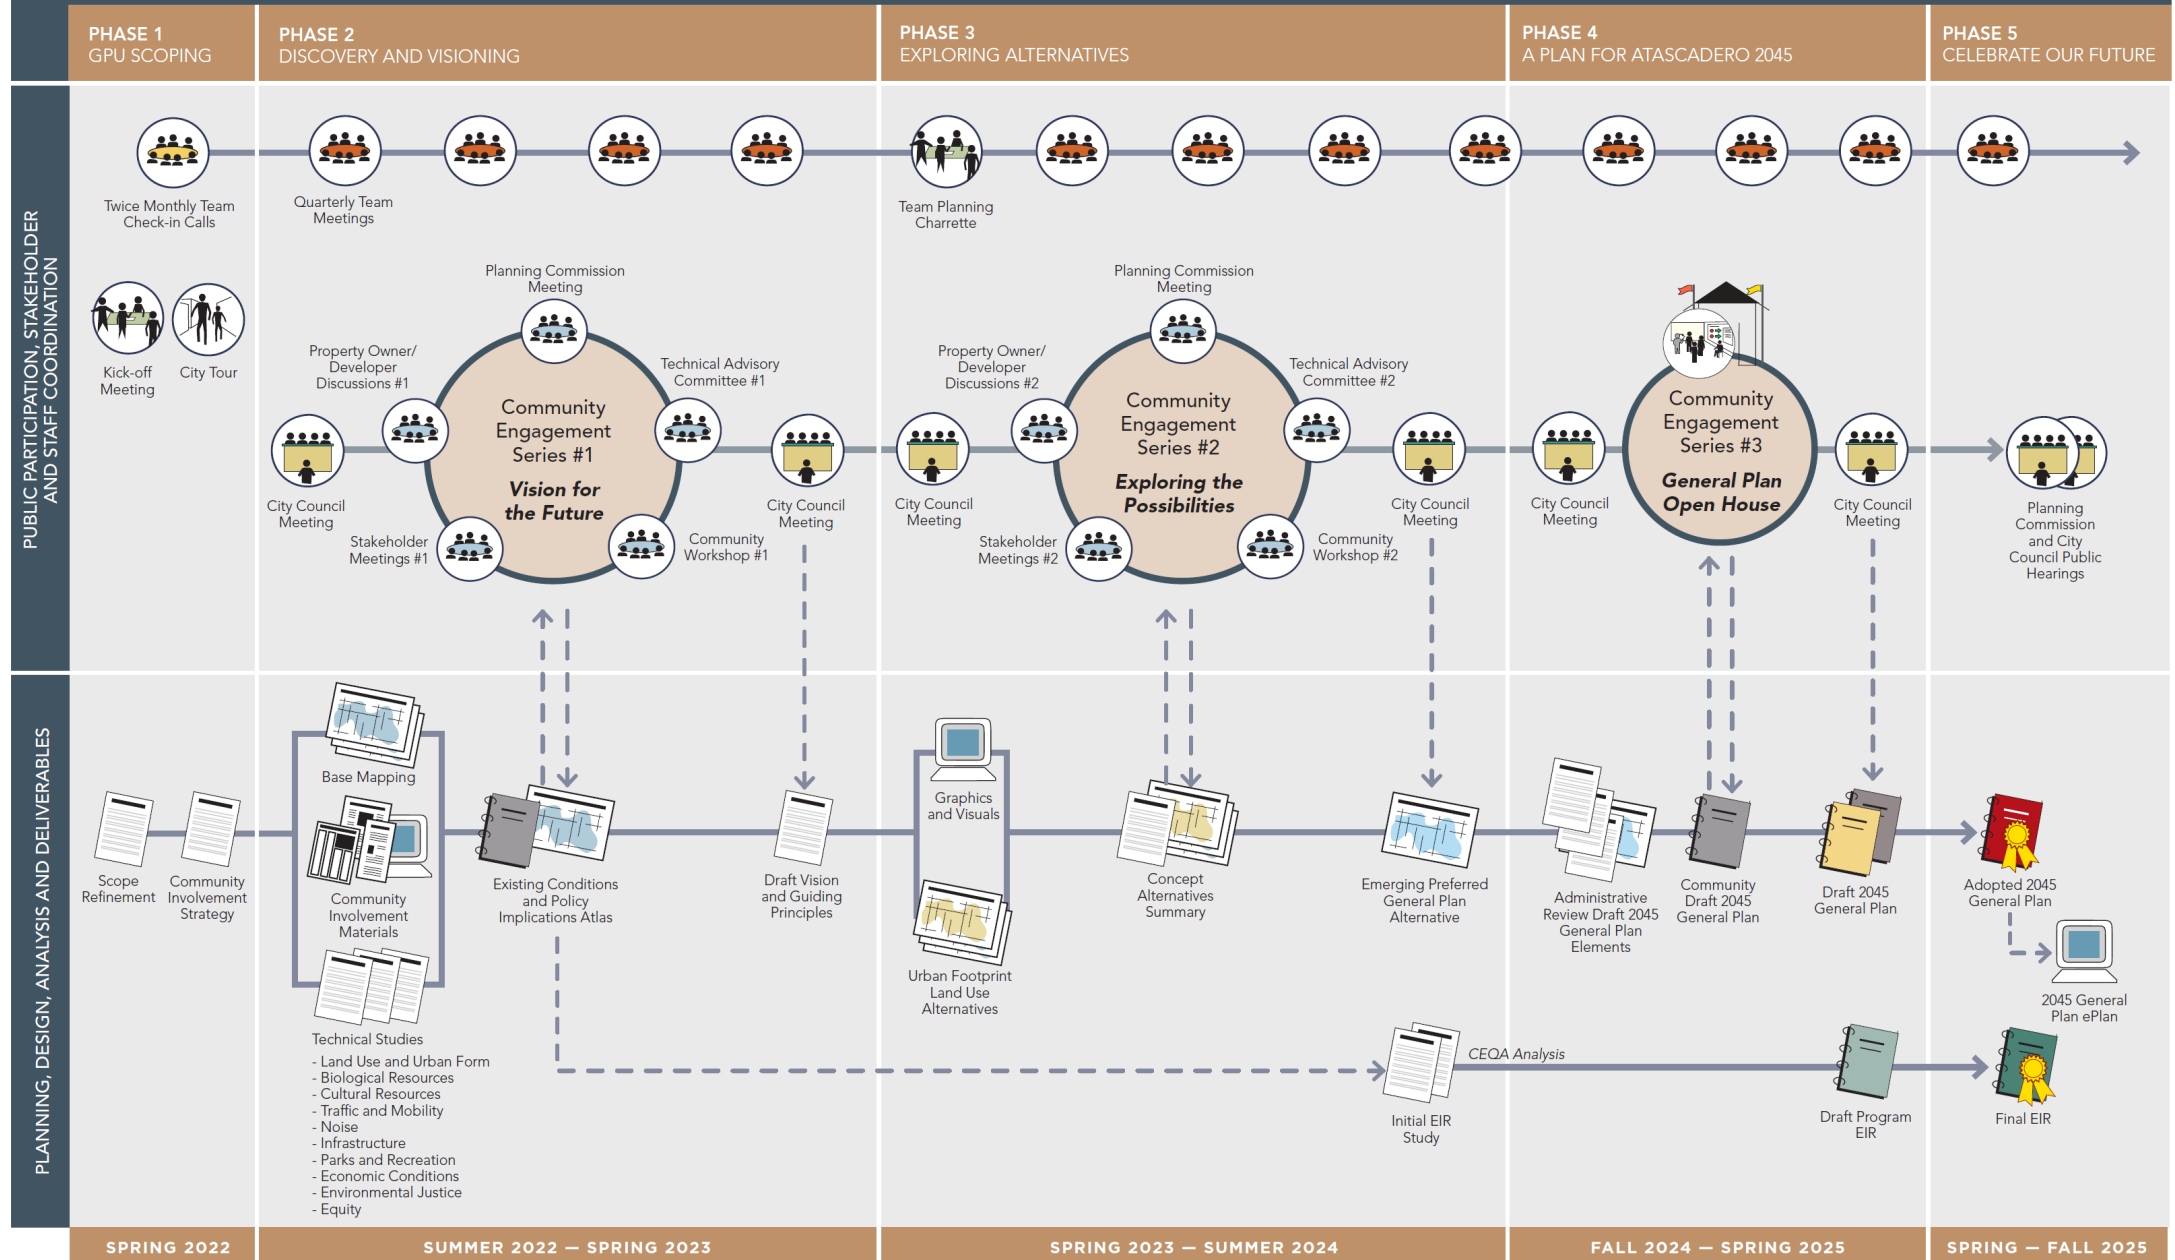 PHASE 1
GPU SCOPING
PHASE 2
DISCOVERY AND VISIONING
PHASE 3
EXPLORING ALTERNATIVES
PHASE 4
A PLAN FOR ATASCADERO 2045
PHASE 5
CELEBRATE OUR FUTURE
PUBLIC PARTICIPATION, STAKEHOLDER
AND STAFF COORDINATION
Twice Monthly Team
Check-in Calls
Quarterly Team
Meetings
Team Planning
Charrette
Kick-off
Meeting
City Tour
City Council
Meeting
Property Owner/
Developer
Discussions #1
Planning Commission
Meeting
Technical Advisory
Committee #1
Community
Engagement
Series #1
Vision for
the Future
Stakeholder
Meetings #1
Community
Workshop #1
City Council
Meeting
City Council
Meeting
Property Owner/
Developer
Discussions #2
Planning Commission
Meeting
Technical Advisory
Committee #2
Community
Engagement
Series #2
Exploring the
Possibilities
Stakeholder
Meetings #2
Community
Workshop #2
City Council
Meeting
City Council
Meeting
Community
Engagement
Series #3
General Plan
Open House
City Council
Meeting
Planning
Commission
and City
Council Public
Hearings
PLANNING, DESIGN, ANALYSIS AND DELIVERABLES
Scope
Refinement
Community
Involvement
Strategy
Base Mapping
Community
Involvement
Materials
Technical Studies
- Land Use and Urban Form
- Biological Resources
- Cultural Resources
- Traffic and Mobility
- Noise
- Infrastructure
- Parks and Recreation
- Economic Conditions
- Environmental Justice
- Equity
Existing Conditions
and Policy
Implications Atlas
Draft Vision
and Guiding
Principles
Graphics
and Visuals
Urban Footprint
Land Use
Alternatives
Concept
Alternatives
Summary
Emerging Preferred
General Plan
Alternative
Initial EIR
Study
CEQA Analysis
Administrative
Review Draft 2045
General Plan
Elements
Community
Draft 2045
General Plan
Draft 2045
General Plan
Draft Program
EIR
Adopted 2045
General Plan
2045 General
Plan ePlan
Final EIR
SPRING 2022
SUMMER 2022 — SPRING 2023
SPRING 2023 — SUMMER 2024
FALL 2024 — SPRING 2025
SPRING — FALL 2025